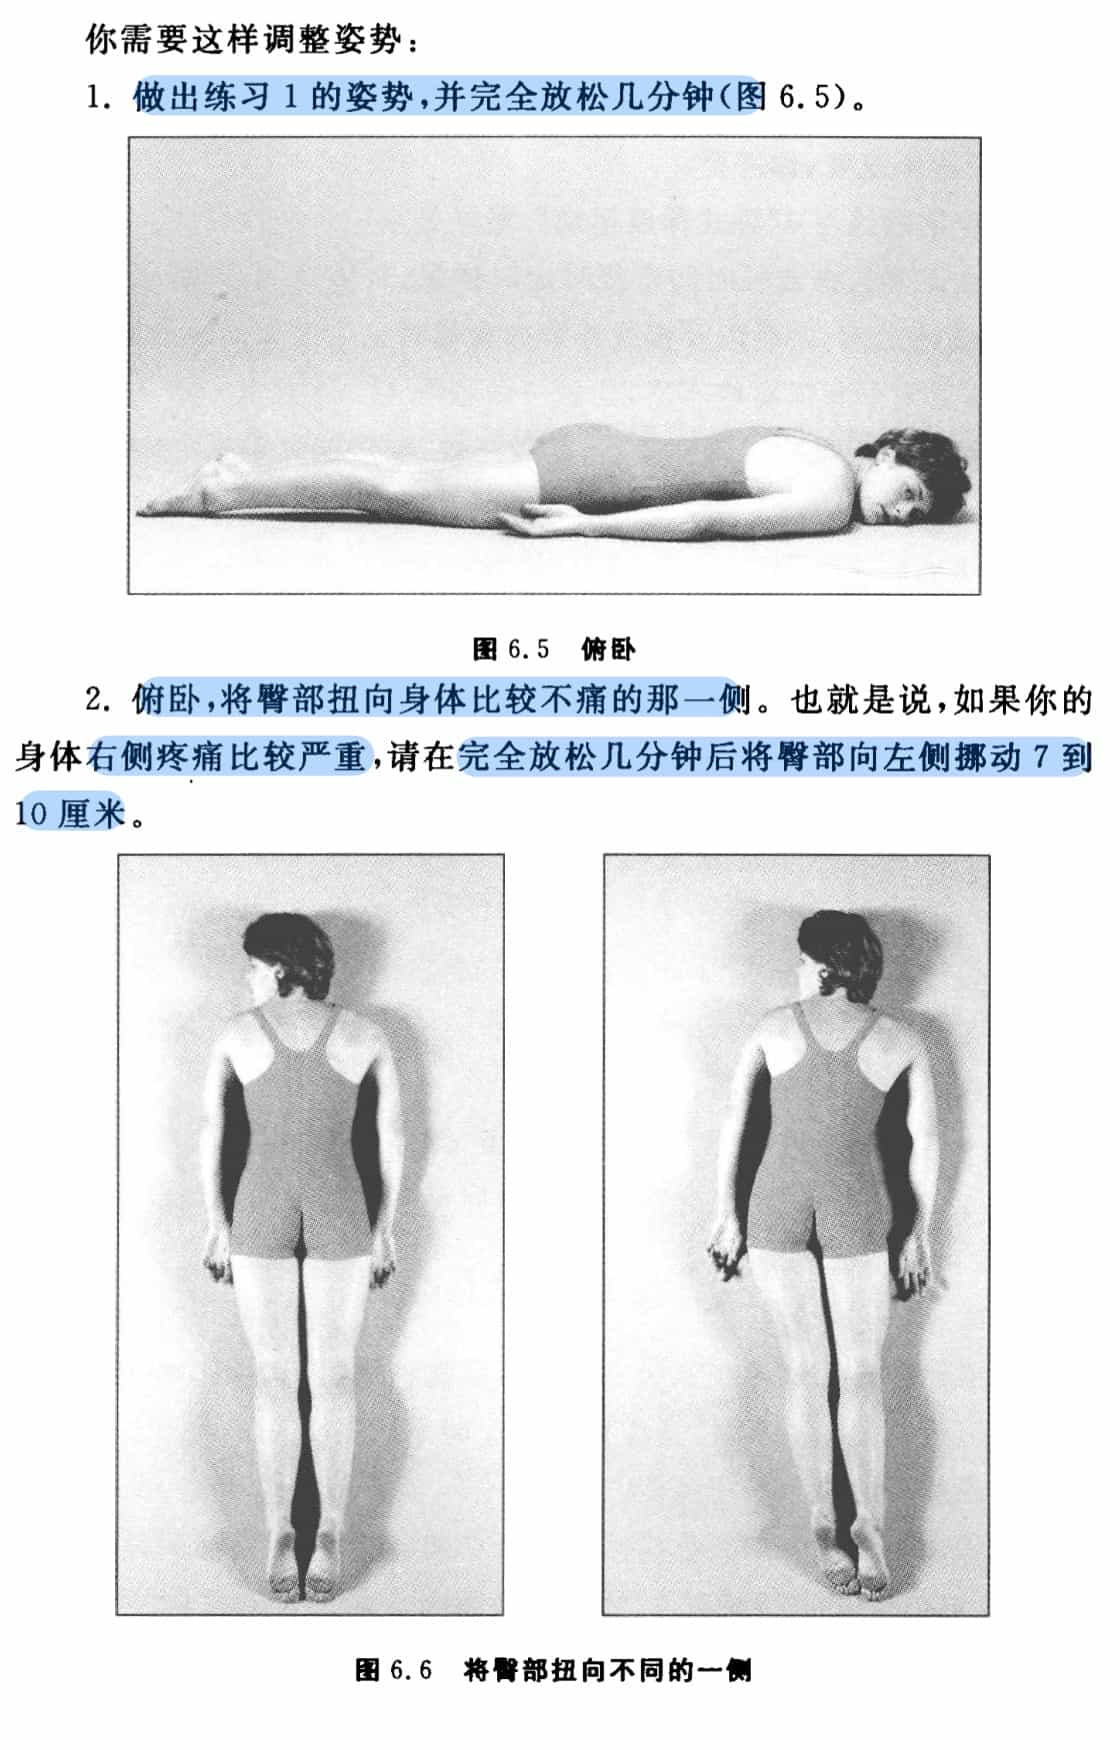 你需要这样调整姿势：
1. 做出练习 1 的姿势，并完全放松几分钟（图 6.5）。
图 6.5　俯卧
2. 俯卧，将臀部扭向身体比较不痛的那一侧。也就是说，如果你的
身体右侧疼痛比较严重，请在完全放松几分钟后将臀部向左侧挪动 7 到
10 厘米。
图 6.6　将臀部扭向不同的一侧